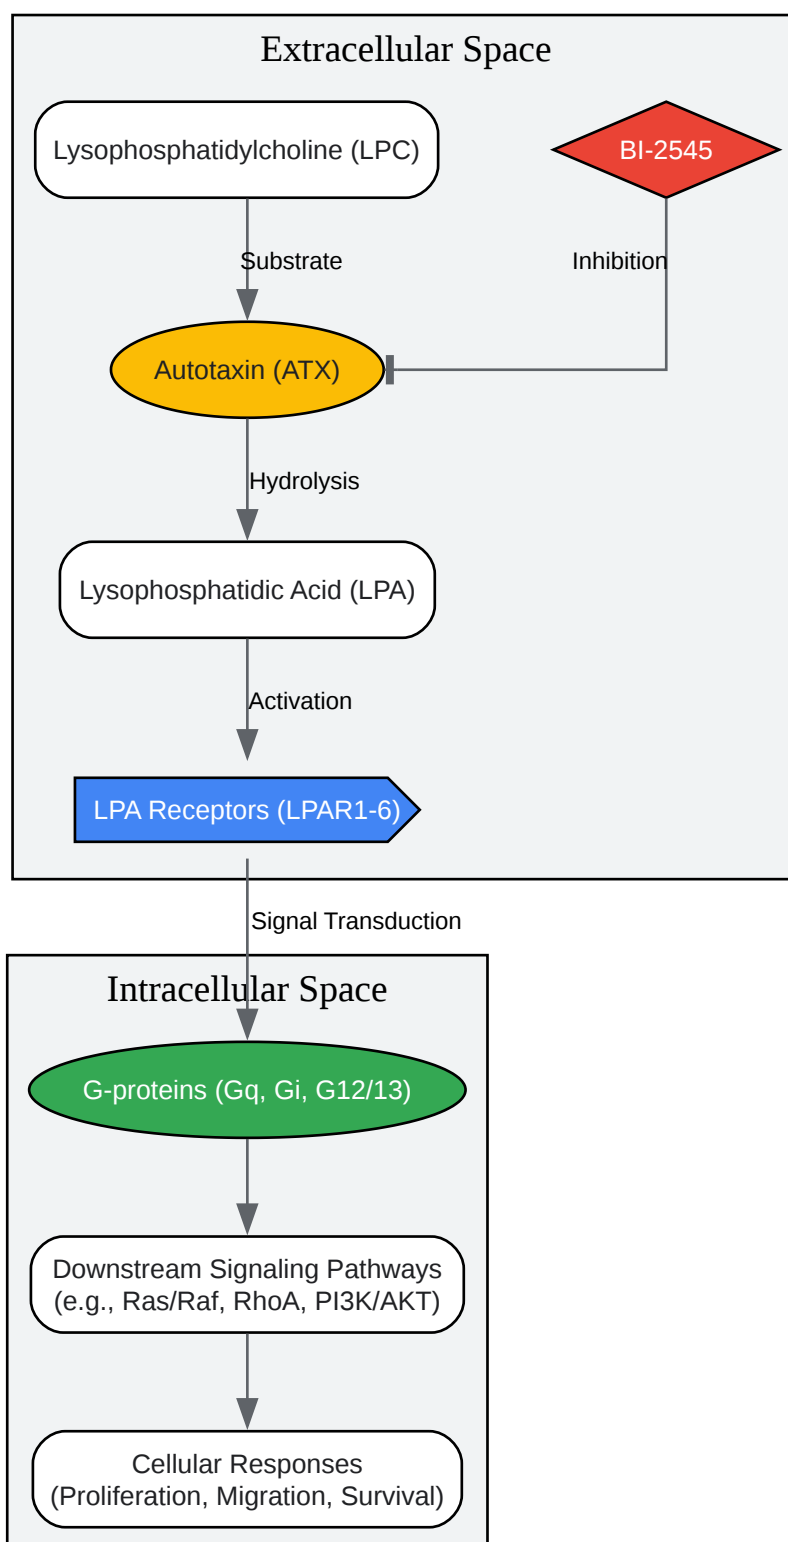 Extracellular Space
Lysophosphatidylcholine (LPC)
BI-2545
Substrate
Inhibition
Autotaxin (ATX)
Hydrolysis
Lysophosphatidic Acid (LPA)
Activation
LPA Receptors (LPAR1-6)
Signal Transduction
Intracellular Space
G-proteins (Gq, Gi, G12/13)
Downstream Signaling Pathways
(e.g., Ras/Raf, RhoA, PI3K/AKT)
Cellular Responses
(Proliferation, Migration, Survival)